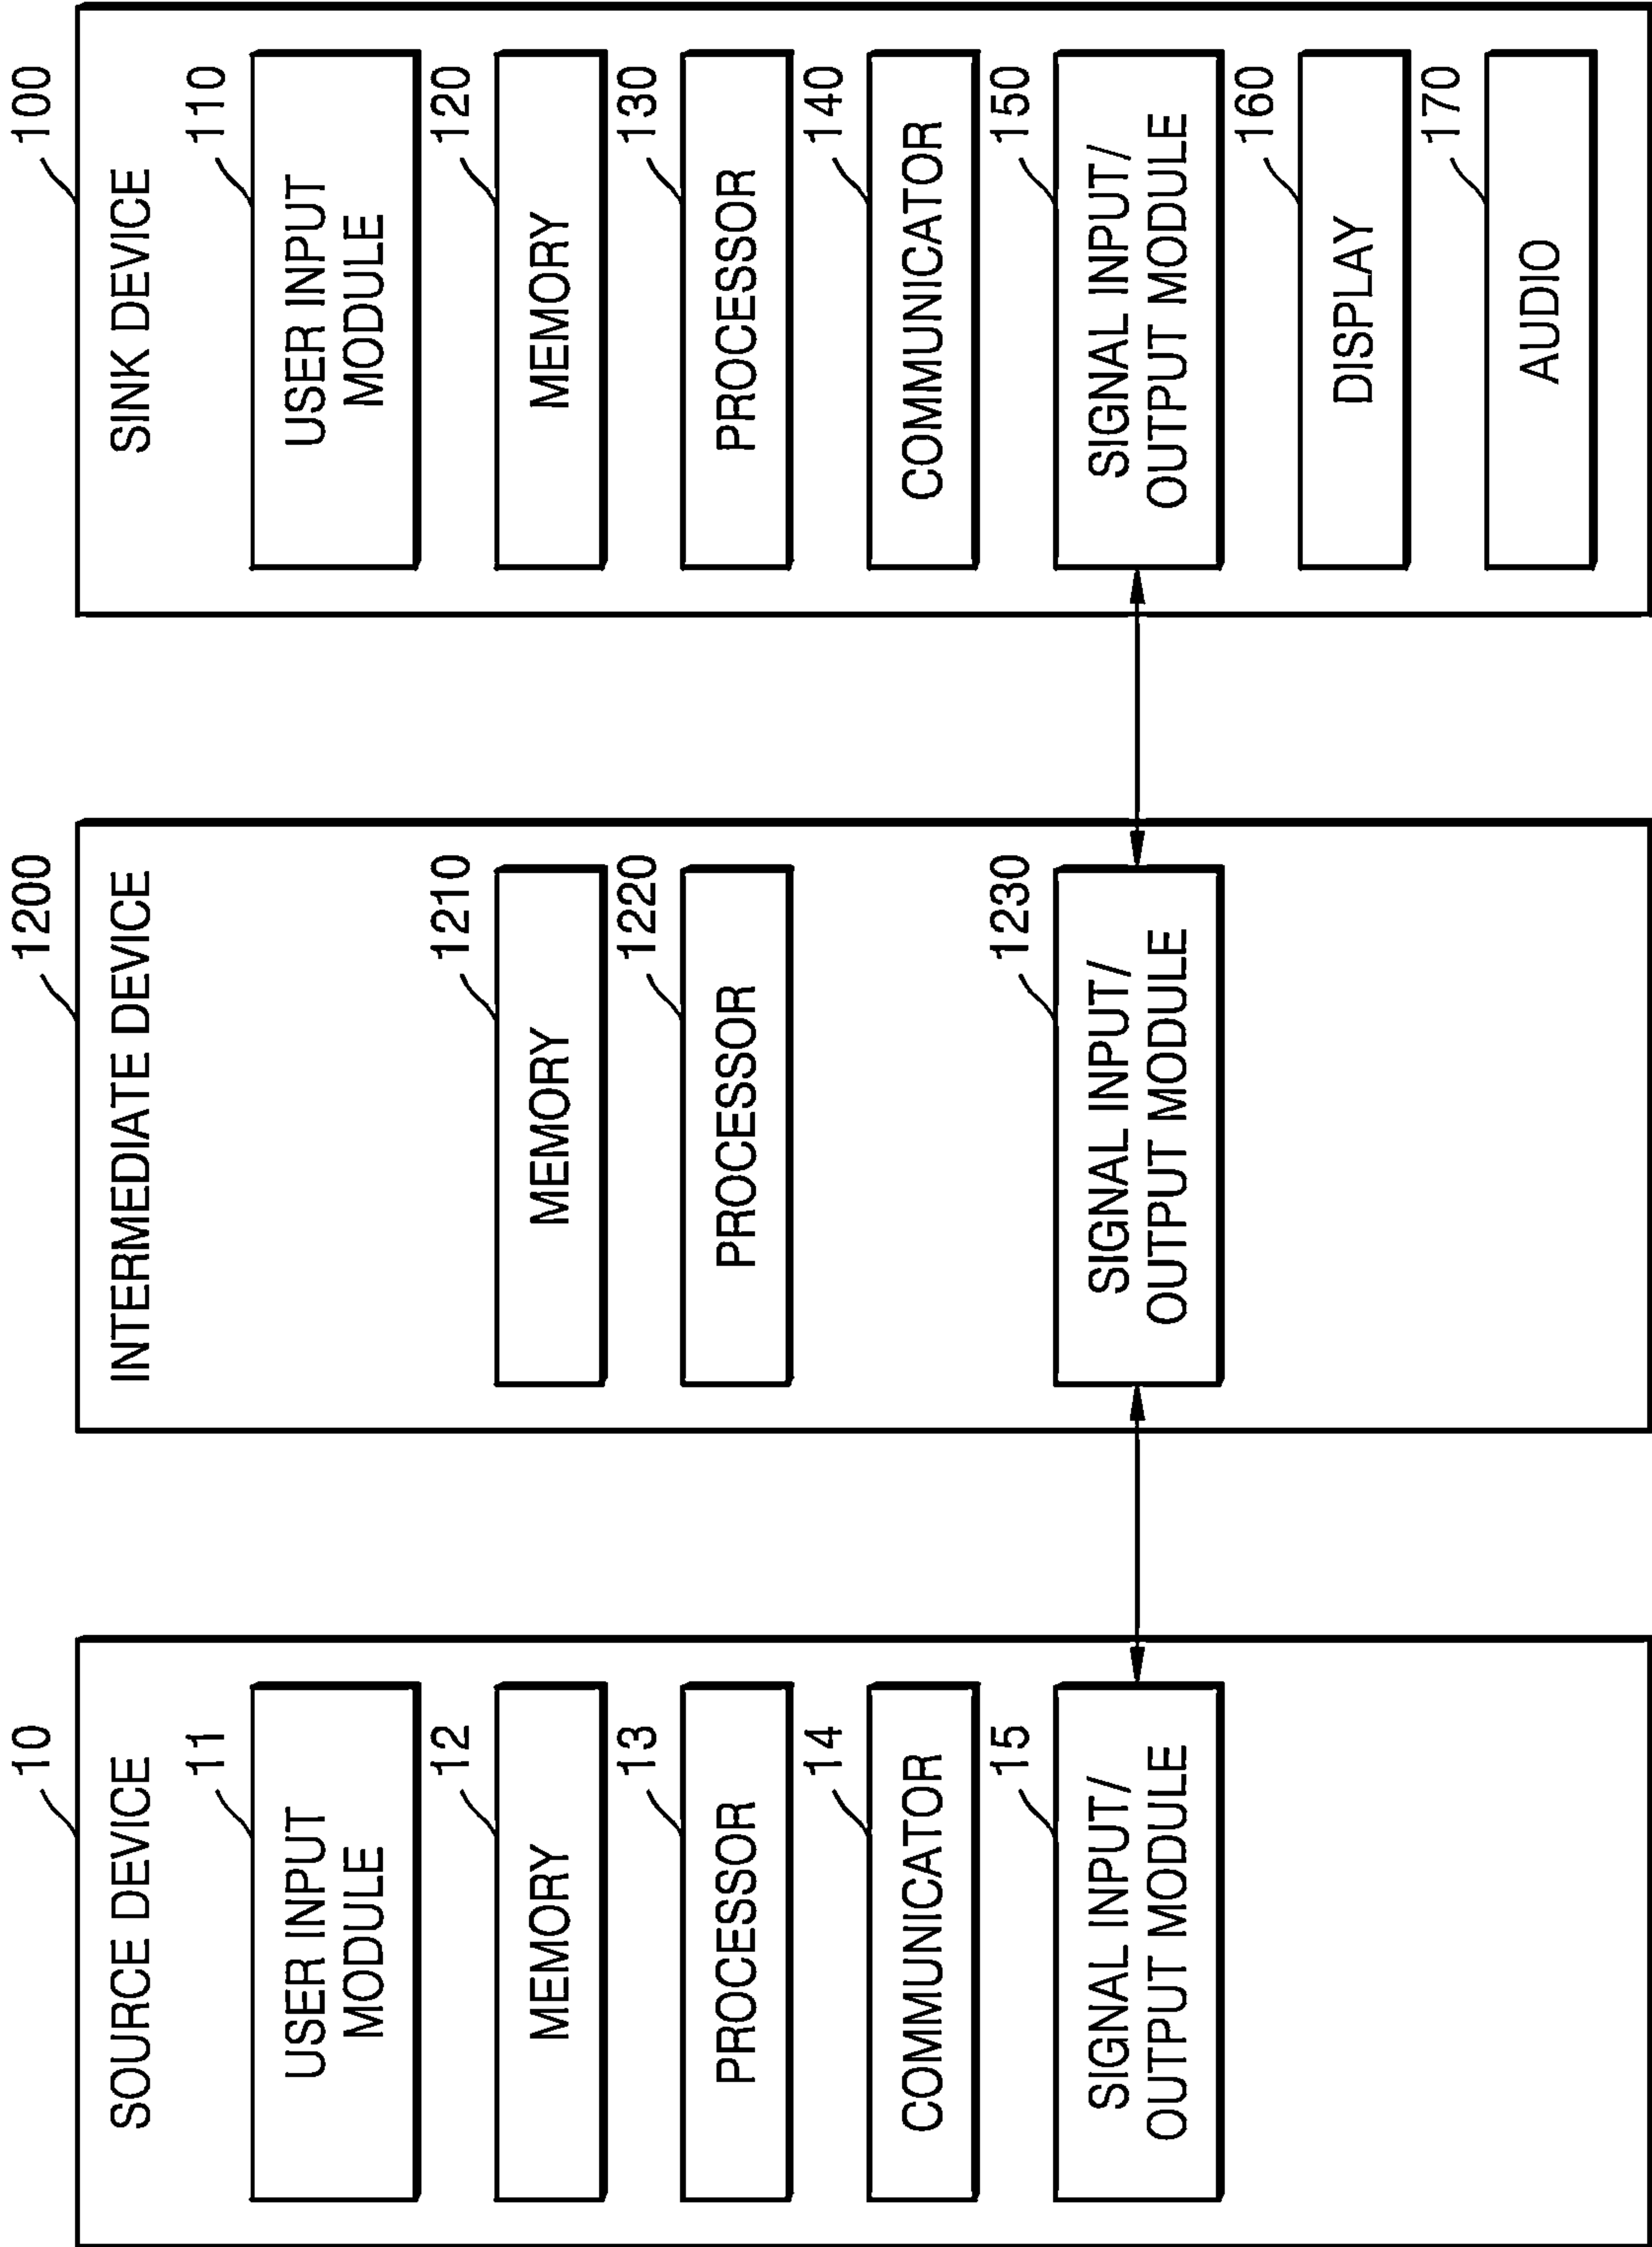 10
SOURCE DEVICE
11
USER INPUT
MODULE
12
MEMORY
13
PROCESSOR
14
COMMUNICATOR
15
SIGNAL INPUT/
OUTPUT MODULE
1200
INTERMEDIATE DEVICE
1210
MEMORY
1220
PROCESSOR
1230
SIGNAL INPUT/
OUTPUT MODULE
100
SINK DEVICE
110
USER INPUT
MODULE
120
MEMORY
130
PROCESSOR
140
COMMUNICATOR
150
SIGNAL INPUT/
OUTPUT MODULE
160
DISPLAY
170
AUDIO